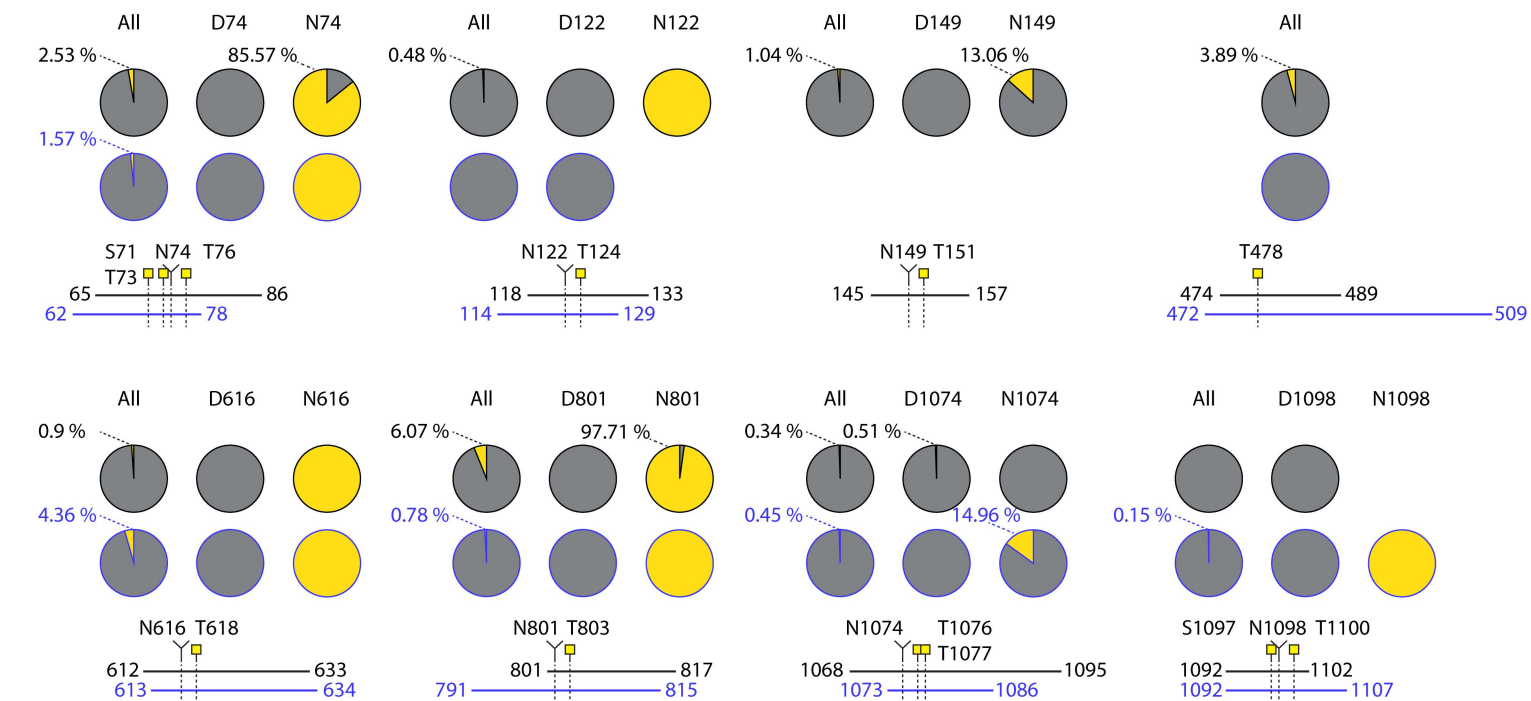 All D74 N74 All D122 N122 All D149 N149 All
2.53 % 85.57 % 0.48 % 1.04 % 13.06 % 3.89 %
1.57 %
S71 N74 T76 N122 T124 N149 T151 T478
T73
65 86 118 133 145 157 474 489
62 78 114 129 472 509
All D616 N616 All D801 N801 All D1074 N1074 All D1098 N1098
0.9 % 6.07 % 97.71 % 0.34 % 0.51 %
4.36 % 0.78 % 0.45 % 14.96 % 0.15 %
N616 T618 N801 T803 N1074 T1076 S1097 N1098 T1100
T1077
612 633 801 817 1068 1095 1092 1102
613 634 791 815 1073 1086 1092 1107